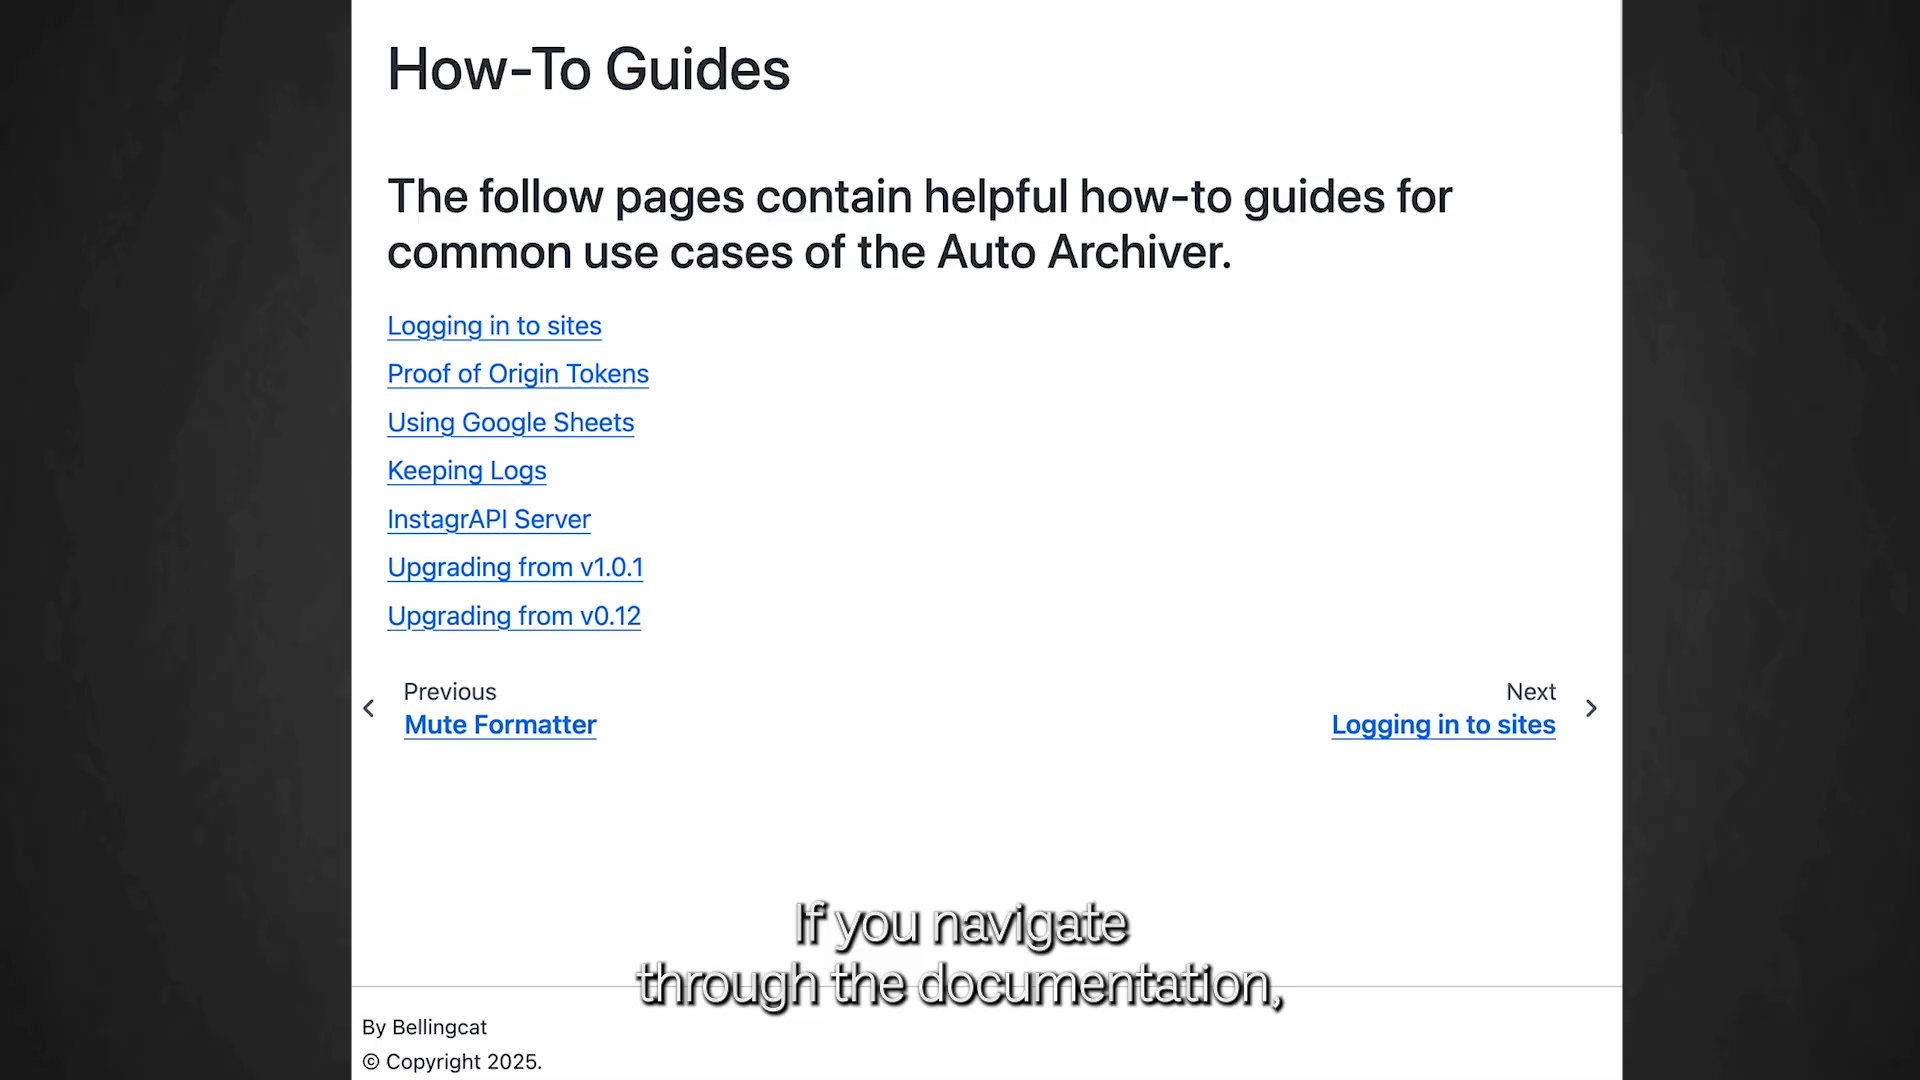 How-To Guides
The follow pages contain helpful how-to guides for
common use cases of the Auto Archiver.
Logging in to sites
Proof of Origin Tokens
Using Google Sheets
Keeping Logs
InstagrAPI Server
Upgrading from v1.0.1
Upgrading from v0.12
Previous
Mute Formatter
Next
Logging in to sites
If you navigate
through the documentation,
By Bellingcat
© Copyright 2025.